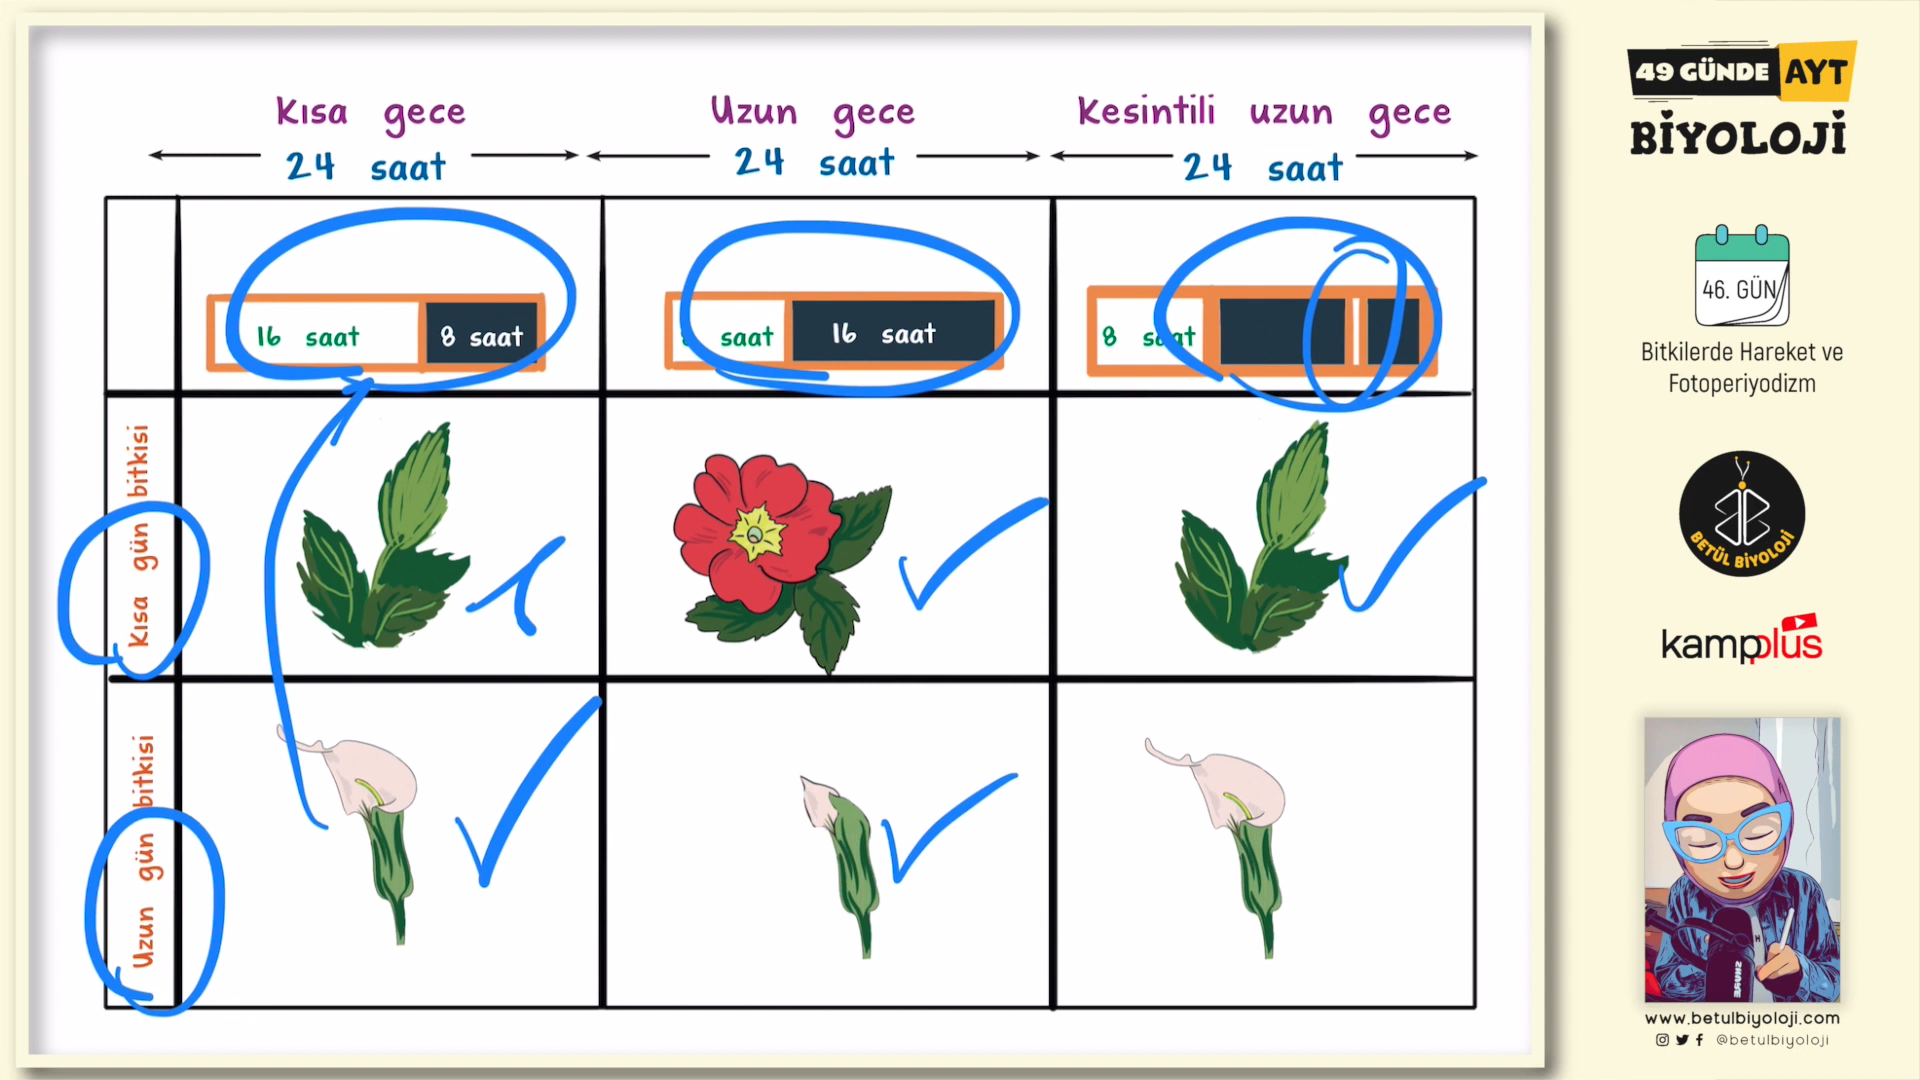 Kısa gece
24 saat
Uzun gece
24 saat
Kesintili uzun gece
24 saat
16 saat
8 saat
saat
16 saat
8 saat
Kısa gün bitkisi
Uzun gün bitkisi
49 GÜNDE AYT
BİYOLOJİ
46. GÜN
Bitkilerde Hareket ve
Fotoperiyodizm
BETÜL BİYOLOJİ
kampplus
www.betulbiyoloji.com
@betulbiyoloji